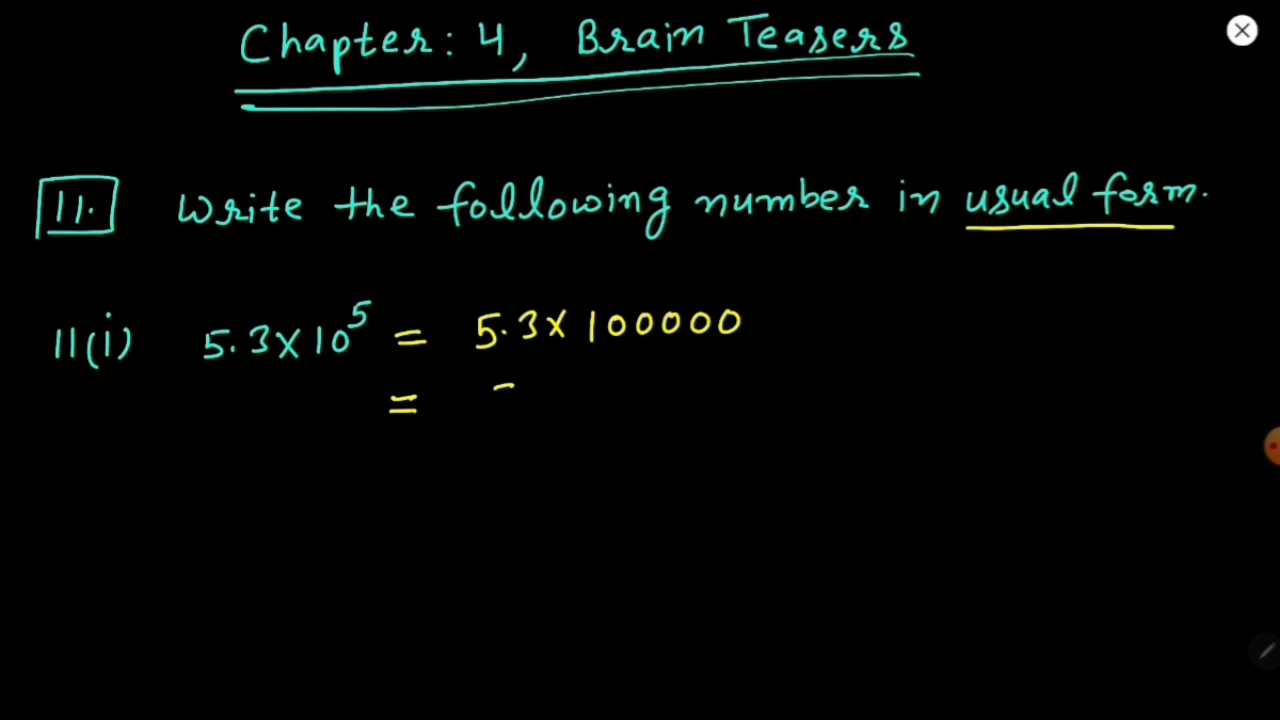 Chapter: 4, Brain Teasers
11. Write the following number in usual form.
11(i) 5.3×10⁵ = 5.3× 100000
=